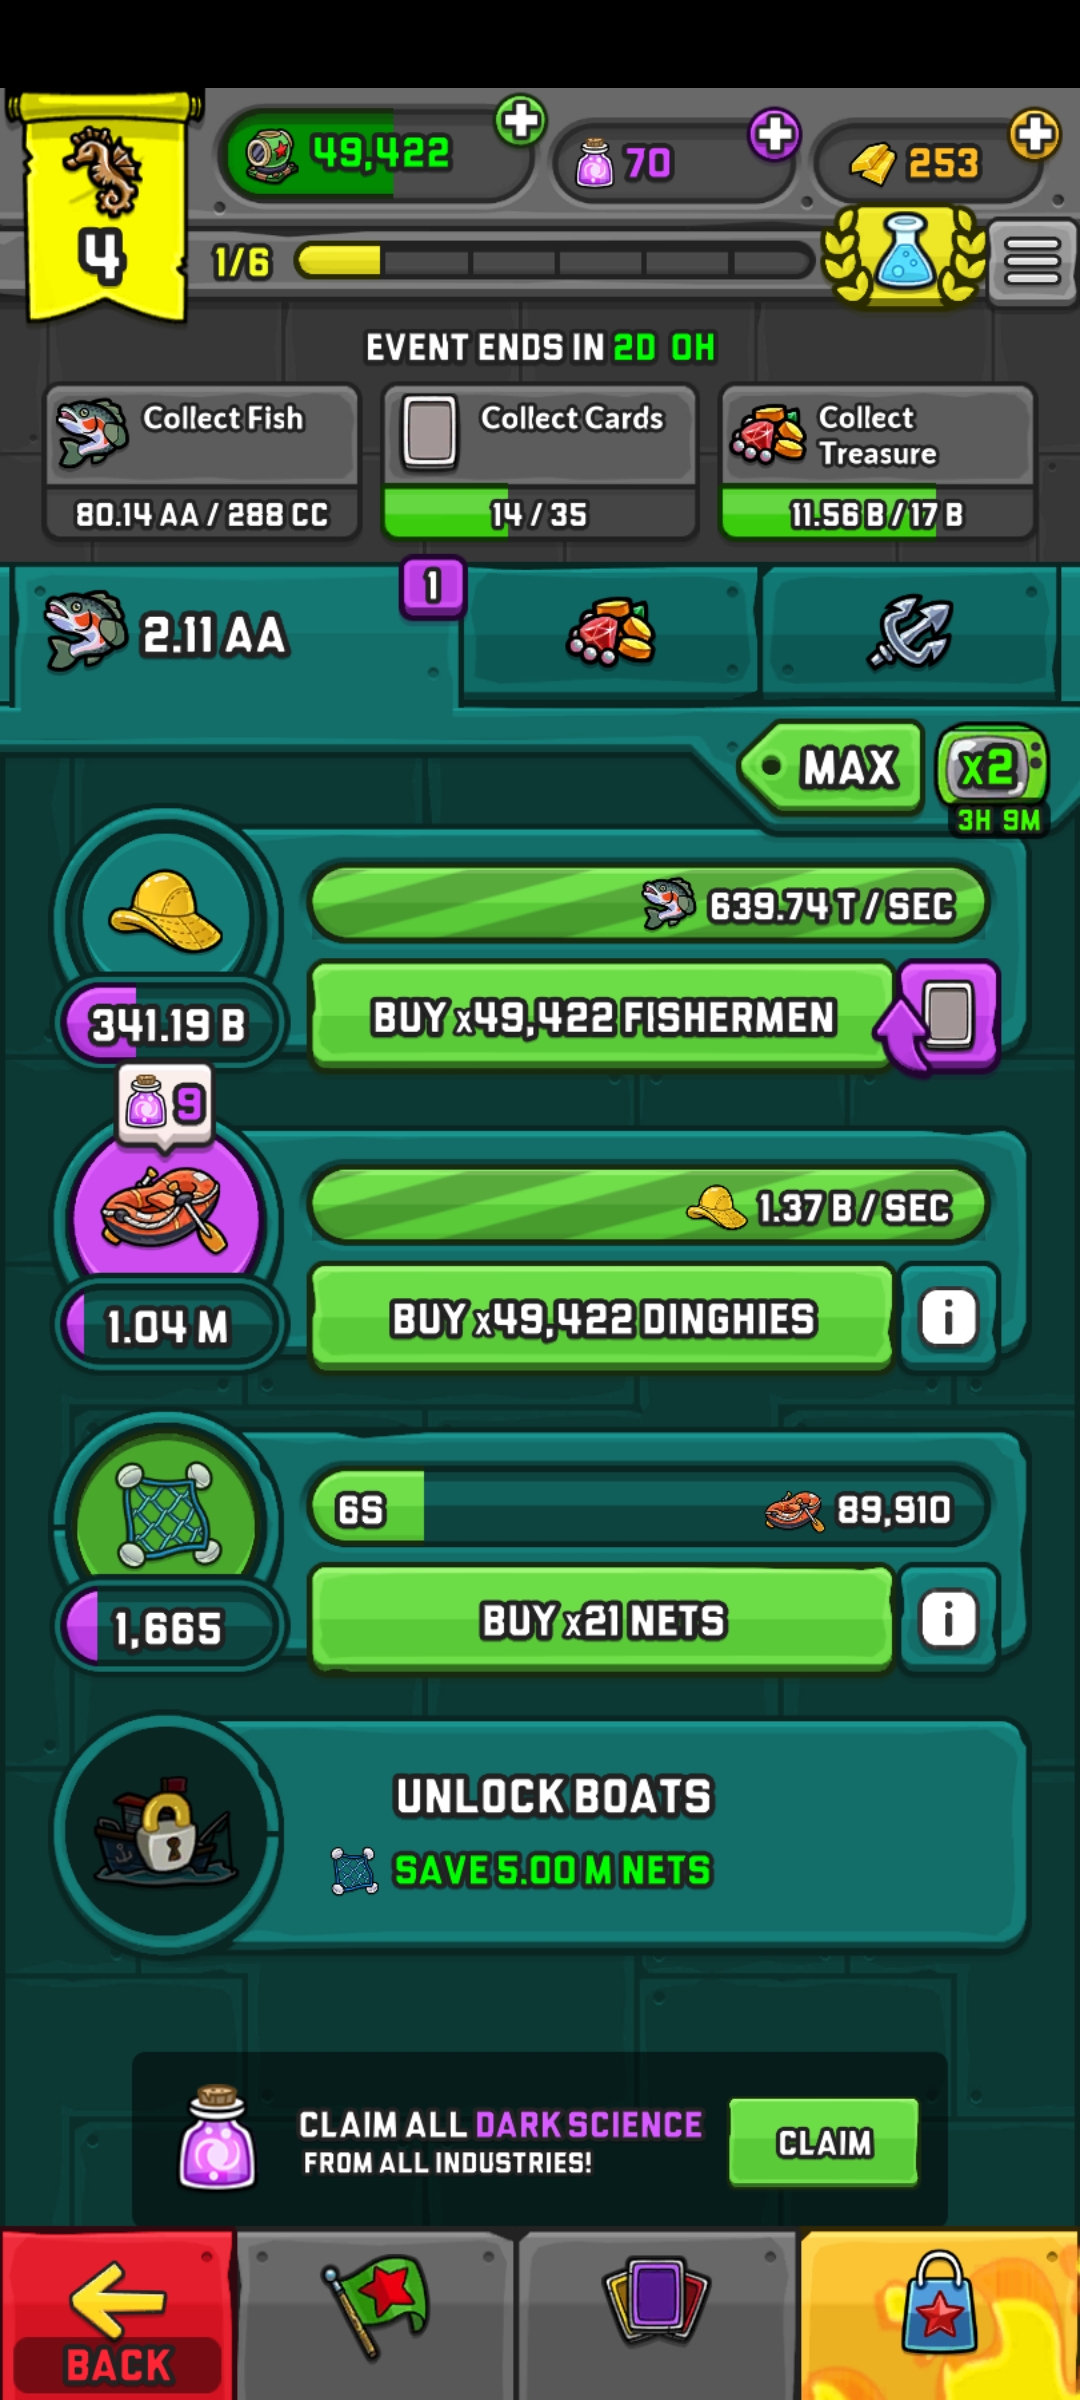 49,422
70
253
4
1/6
EVENT ENDS IN 2D 0H
Collect Fish
80.14 AA / 288 CC
Collect Cards
14 / 35
Collect
Treasure
11.56 B / 17 B
2.11 AA
1
MAX
x2
3H 9M
639.74 T / SEC
341.19 B
BUY x49,422 FISHERMEN
9
1.37 B / SEC
1.04 M
BUY x49,422 DINGHIES
i
6S
89,910
1,665
BUY x21 NETS
i
UNLOCK BOATS
SAVE 5.00 M NETS
CLAIM ALL DARK SCIENCE
FROM ALL INDUSTRIES!
CLAIM
BACK